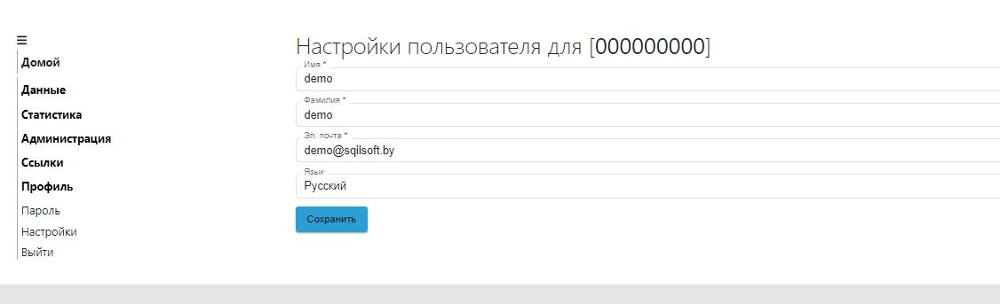 Домой
Данные
Статистика
Администрация
Ссылки
Профиль
Пароль
Настройки
Выйти
Настройки пользователя для [000000000]
Имя *
demo
Фамилия *
demo
Эл. почта *
demo@sqilsoft.by
Язык
Русский
Сохранить